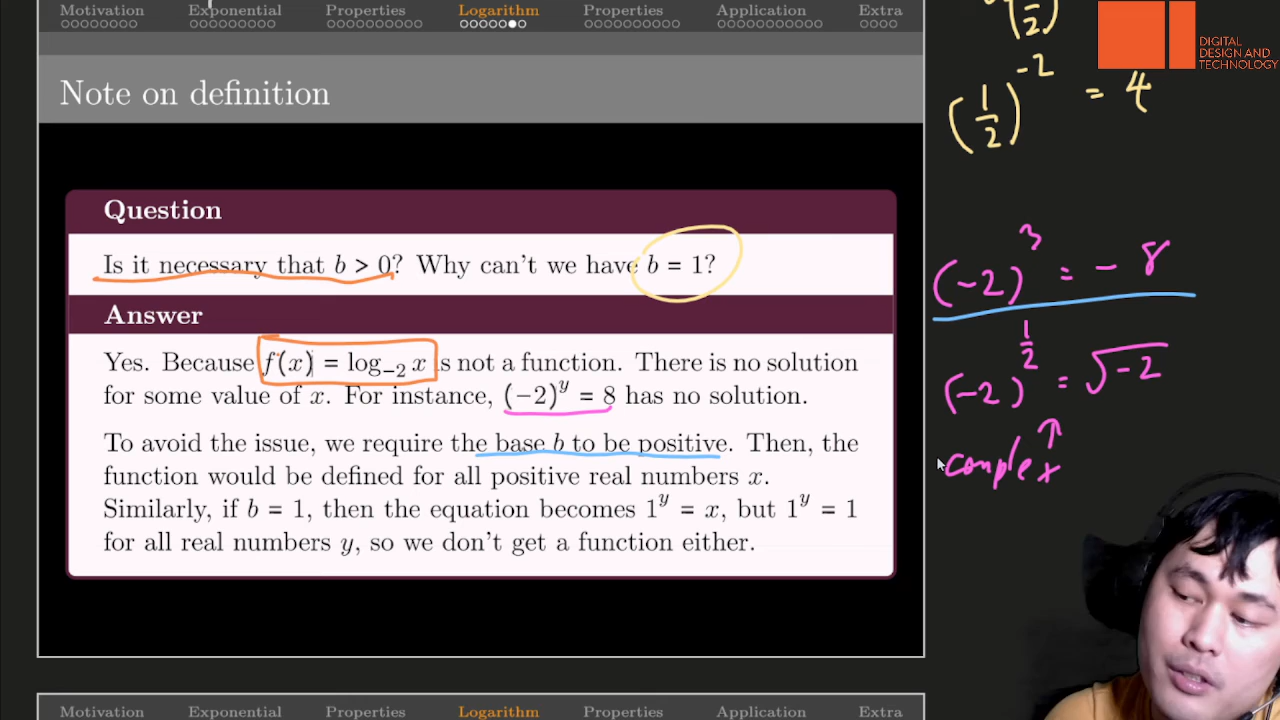 Motivation Exponential Properties Logarithm Properties Application Extra
Note on definition
Question
Is it necessary that b > 0? Why can't we have b = 1?
Answer
Yes. Because f(x) = log₋₂ x is not a function. There is no solution
for some value of x. For instance, (−2)^y = 8 has no solution.
To avoid the issue, we require the base b to be positive. Then, the
function would be defined for all positive real numbers x.
Similarly, if b = 1, then the equation becomes 1^y = x, but 1^y = 1
for all real numbers y, so we don't get a function either.
Motivation Exponential Properties Logarithm Properties Application Extra
DIGITAL
DESIGN AND
TECHNOLOGY
(1/2)^-2 = 4
(-2)^3 = - 8
(-2)^1/2 = √-2
complex